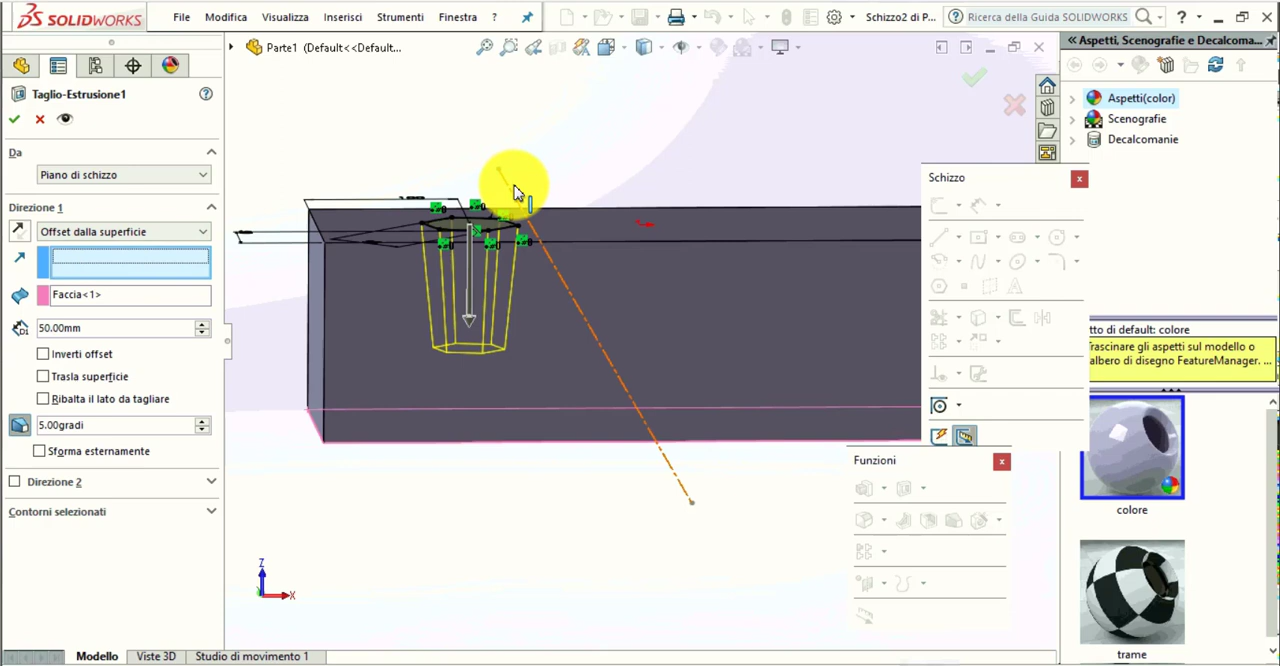 SOLIDWORKS
File
Modifica
Visualizza
Inserisci
Strumenti
Finestra
?
Schizzo2 di P...
Ricerca della Guida SOLIDWORKS
?
Parte1 (Default<<Default...
« Aspetti, Scenografie e Decalcoma...
Taglio-Estrusione1
Da
Piano di schizzo
Direzione 1
Offset dalla superficie
Faccia<1>
50.00mm
Inverti offset
Trasla superficie
Ribalta il lato da tagliare
5.00gradi
Sforma esternamente
Direzione 2
Contorni selezionati
Z
X
Schizzo
x
Funzioni
x
Aspetti(color)
Scenografie
Decalcomanie
tto di default: colore
Trascinare gli aspetti sul modello o
albero di disegno FeatureManager. ...
colore
trame
Modello
Viste 3D
Studio di movimento 1